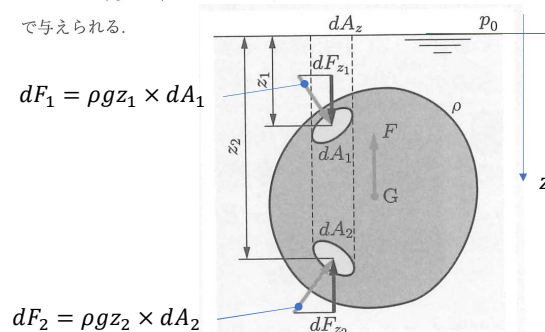 で与えられる.
dA_z
p_0
z_1
dF_{z_1}
dF_1 = ρgz_1 × dA_1
ρ
z_2
F
dA_1
z
G
dA_2
dF_2 = ρgz_2 × dA_2
dF_{z_2}